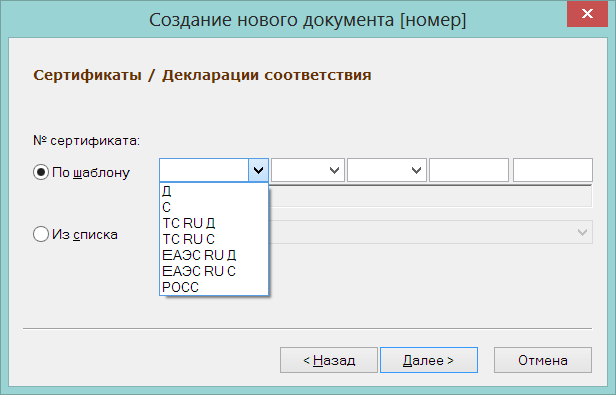 Создание нового документа [номер]
Сертификаты / Декларации соответствия
№ сертификата:
По шаблону
Д
С
ТС RU Д
ТС RU С
ЕАЭС RU Д
ЕАЭС RU С
РОСС
Из списка
< Назад
Далее >
Отмена